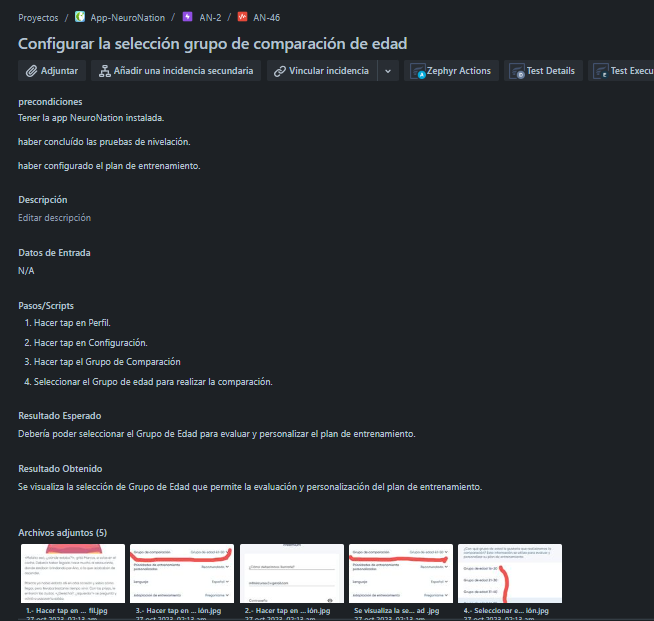 Proyectos / App-NeuroNation / AN-2 / AN-46
Configurar la selección grupo de comparación de edad
Adjuntar Añadir una incidencia secundaria Vincular incidencia Zephyr Actions Test Details Test Execu
precondiciones
Tener la app NeuroNation instalada.
haber concluído las pruebas de nivelación.
haber configurado el plan de entrenamiento.
Descripción
Editar descripción
Datos de Entrada
N/A
Pasos/Scripts
1. Hacer tap en Perfil.
2. Hacer tap en Configuración.
3. Hacer tap el Grupo de Comparación
4. Seleccionar el Grupo de edad para realizar la comparación.
Resultado Esperado
Debería poder seleccionar el Grupo de Edad para evaluar y personalizar el plan de entrenamiento.
Resultado Obtenido
Se visualiza la selección de Grupo de Edad que permite la evaluación y personalización del plan de entrenamiento.
Archivos adjuntos (5)
1.- Hacer tap en ... fil.jpg
3.- Hacer tap en ... ión.jpg
2.- Hacer tap en ... ión.jpg
Se visualiza la se... ad .jpg
4.- Seleccionar e... ión.jpg
27 oct 2023, 02:13 am
27 oct 2023, 02:13 am
27 oct 2023, 02:13 am
27 oct 2023, 02:13 am
27 oct 2023, 02:13 am